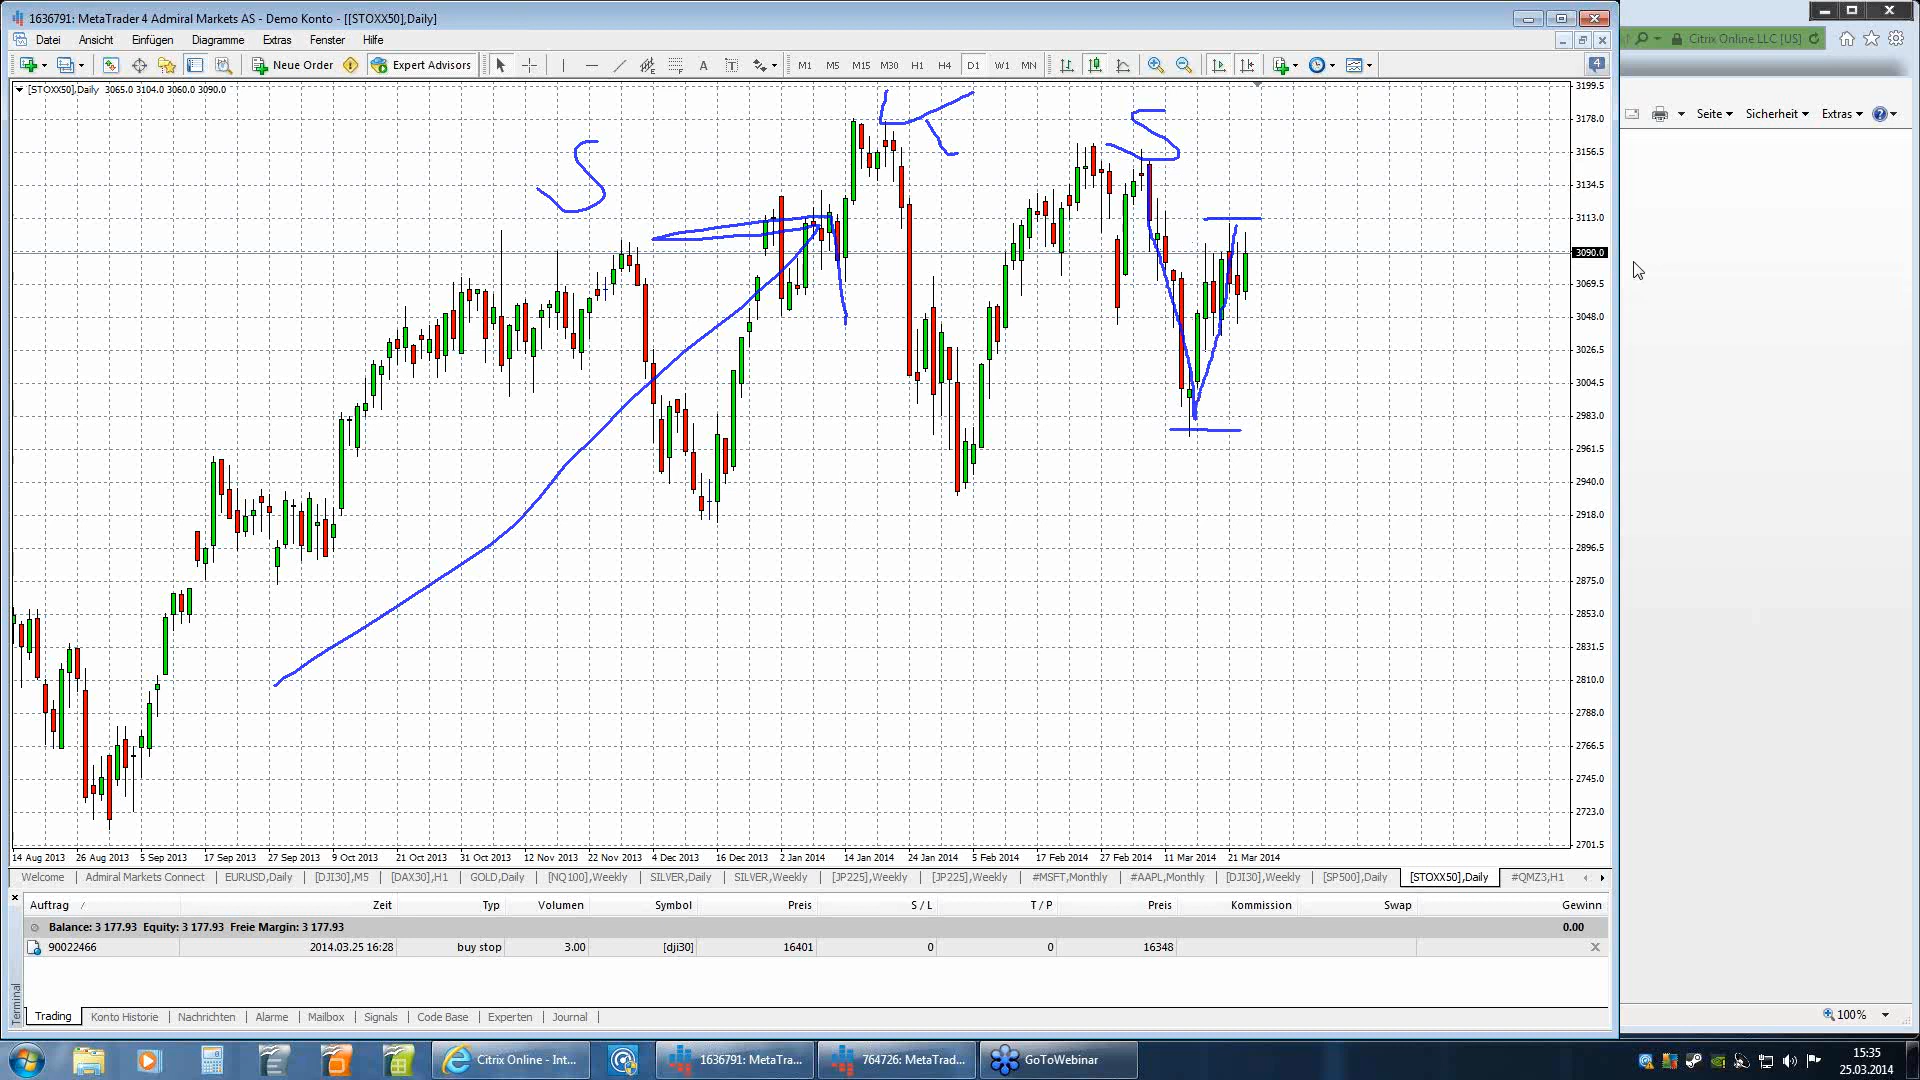 1636791: MetaTrader 4 Admiral Markets AS - Demo Konto - [[STOXX50],Daily]
Citrix Online LLC [US]
Datei Ansicht Einfügen Diagramme Extras Fenster Hilfe
Neue Order Expert Advisors A T M1 M5 M15 M30 H1 H4 D1 W1 MN 4
Seite Sicherheit Extras
[STOXX50],Daily 3065.0 3104.0 3060.0 3090.0
S K S
3199.5
3178.0
3156.5
3134.5
3113.0
3090.0
3069.5
3048.0
3026.5
3004.5
2983.0
2961.5
2940.0
2918.0
2896.5
2875.0
2853.0
2831.5
2810.0
2788.0
2766.5
2745.0
2723.0
2701.5
14 Aug 2013 26 Aug 2013 5 Sep 2013 17 Sep 2013 27 Sep 2013 9 Oct 2013 21 Oct 2013 31 Oct 2013 12 Nov 2013 22 Nov 2013 4 Dec 2013 16 Dec 2013 2 Jan 2014 14 Jan 2014 24 Jan 2014 5 Feb 2014 17 Feb 2014 27 Feb 2014 11 Mar 2014 21 Mar 2014
Welcome Admiral Markets Connect EURUSD,Daily [DJI30],M5 [DAX30],H1 GOLD,Daily [NQ100],Weekly SILVER,Daily SILVER,Weekly [JP225],Weekly [JP225],Weekly #MSFT,Monthly #AAPL,Monthly [DJI30],Weekly [SP500],Daily [STOXX50],Daily #QMZ3,H1
Auftrag / Zeit Typ Volumen Symbol Preis S / L T / P Preis Kommission Swap Gewinn
Balance: 3 177.93 Equity: 3 177.93 Freie Margin: 3 177.93 0.00
90022466 2014.03.25 16:28 buy stop 3.00 [dji30] 16401 0 0 16348
Terminal
Trading Konto Historie Nachrichten Alarme Mailbox Signals Code Base Experten Journal
100%
Citrix Online - Int... 1636791: MetaTra... 764726: MetaTrad... GoToWebinar
15:35
25.03.2014